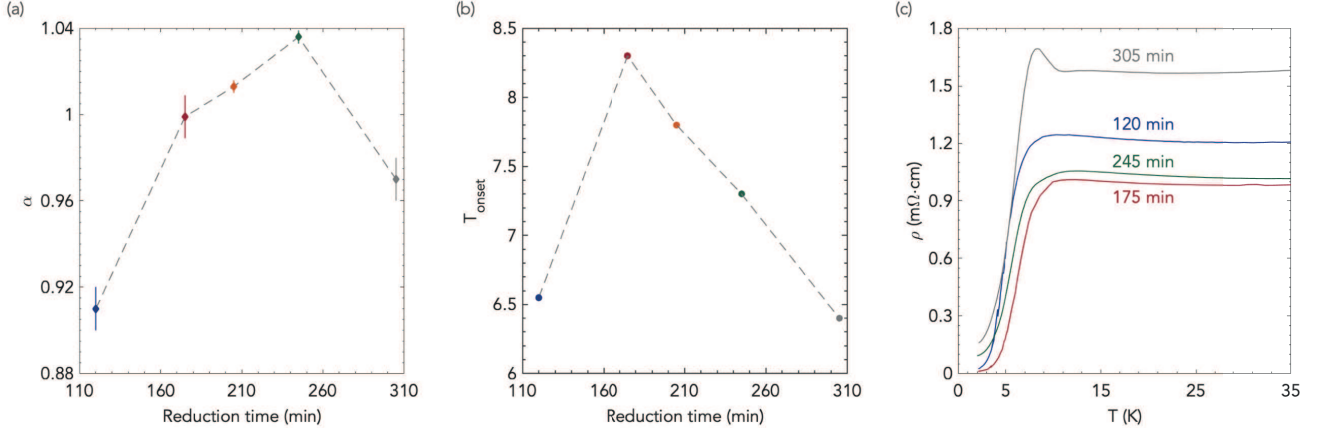 (a)
1.04
1
0.96
0.92
0.88
α
110 160 210 260 310
Reduction time (min)
(b)
8.5
8
7.5
7
6.5
6
T_onset
110 160 210 260 310
Reduction time (min)
(c)
1.8
1.5
1.2
0.9
0.6
0.3
0
ρ (mΩ·cm)
305 min
120 min
245 min
175 min
0 5 15 25 35
T (K)